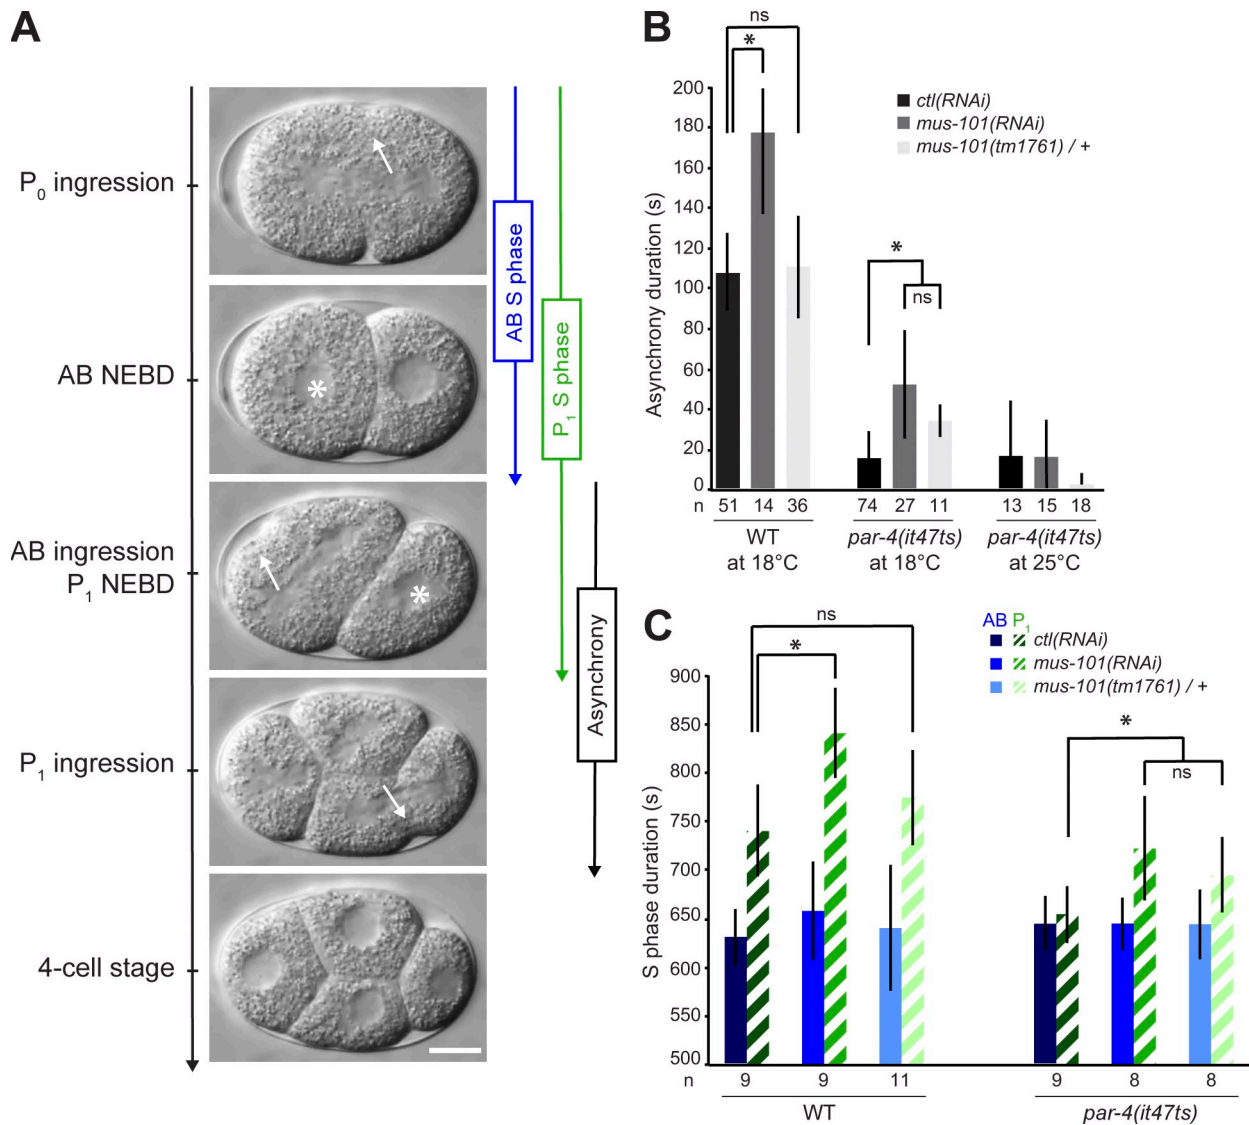 A
P0 ingression
AB NEBD
AB ingression
P1 NEBD
P1 ingression
4-cell stage
AB S phase
P1 S phase
Asynchrony
B
ns
*
ctl(RNAi)
mus-101(RNAi)
mus-101(tm1761) / +
*
ns
Asynchrony duration (s)
200
180
160
140
120
100
80
60
40
20
0
n 51 14 36 74 27 11 13 15 18
WT
at 18°C
par-4(it47ts)
at 18°C
par-4(it47ts)
at 25°C
C
AB P1
ctl(RNAi)
mus-101(RNAi)
mus-101(tm1761) / +
ns
*
*
ns
S phase duration (s)
900
850
800
750
700
650
600
550
500
n 9 9 11 9 8 8
WT par-4(it47ts)